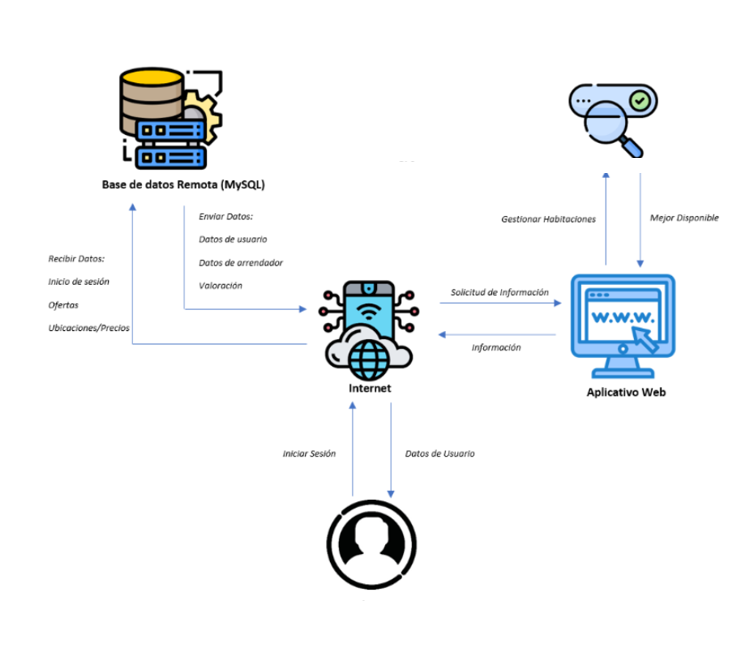 Base de datos Remota (MySQL)
Enviar Datos:
Datos de usuario
Datos de arrendador
Valoración
Recibir Datos:
Inicio de sesión
Ofertas
Ubicaciones/Precios
Gestionar Habitaciones
Mejor Disponible
Solicitud de Información
Información
w.w.w.
Internet
Aplicativo Web
Iniciar Sesión
Datos de Usuario